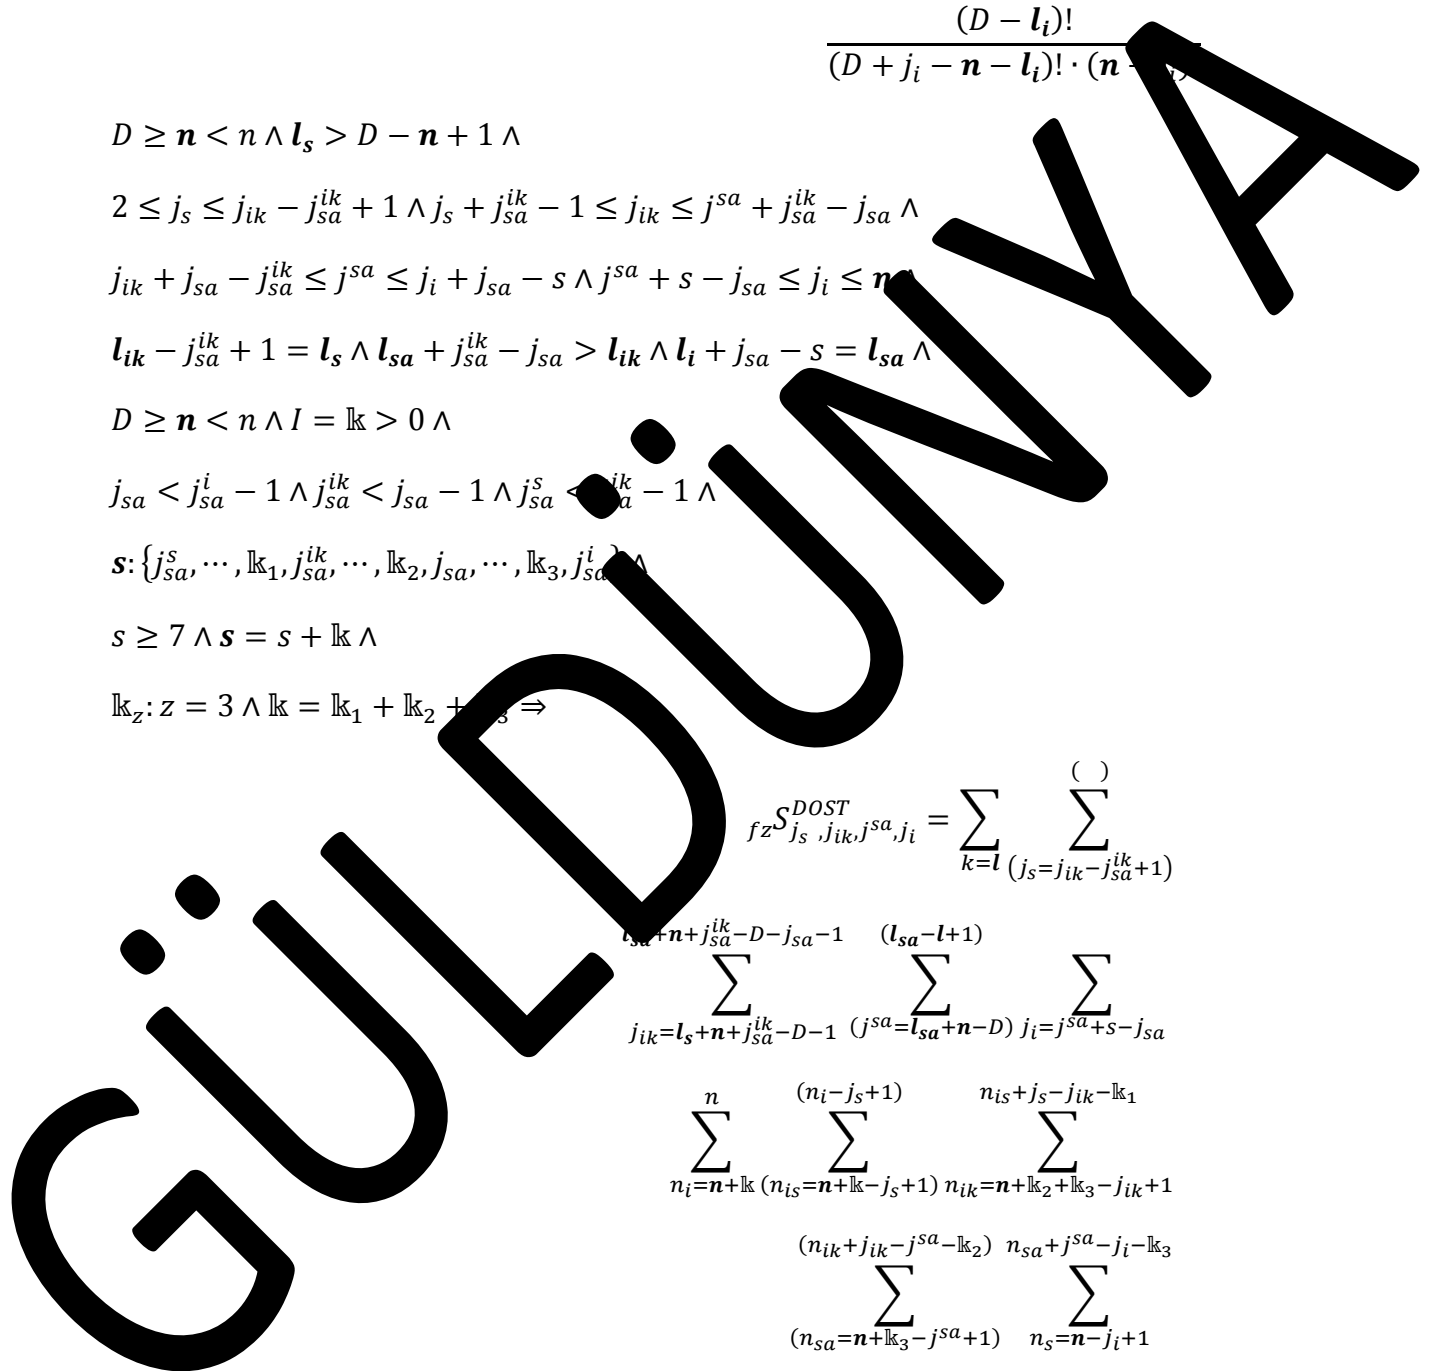 (D − l_i)!
(D + j_i − n − l_i)! · (n
D ≥ n < n ∧ l_s > D − n + 1 ∧
2 ≤ j_s ≤ j_ik − j_sa^ik + 1 ∧ j_s + j_sa^ik − 1 ≤ j_ik ≤ j^sa + j_sa^ik − j_sa ∧
j_ik + j_sa − j_sa^ik ≤ j^sa ≤ j_i + j_sa − s ∧ j^sa + s − j_sa ≤ j_i ≤ n ∧
l_ik − j_sa^ik + 1 = l_s ∧ l_sa + j_sa^ik − j_sa > l_ik ∧ l_i + j_sa − s = l_sa ∧
D ≥ n < n ∧ I = 𝕜 > 0 ∧
j_sa < j_sa^i − 1 ∧ j_sa^ik < j_sa − 1 ∧ j_sa^s < j_sa^ik − 1 ∧
s: {j_sa^s, ⋯ , 𝕜_1, j_sa^ik, ⋯ , 𝕜_2, j_sa, ⋯ , 𝕜_3, j_sa^i} ∧
s ≥ 7 ∧ s = s + 𝕜 ∧
𝕜_z: z = 3 ∧ 𝕜 = 𝕜_1 + 𝕜_2 + 𝕜_3 ⇒
( )
_fz S_{j_s ,j_ik,j^sa,j_i}^{DOST} = ∑ ∑
k=l (j_s=j_ik−j_sa^ik+1)
l_sa+n+j_sa^ik−D−j_sa−1 (l_sa−l+1)
∑ ∑ ∑
j_ik=l_s+n+j_sa^ik−D−1 (j^sa=l_sa+n−D) j_i=j^sa+s−j_sa
n (n_i−j_s+1) n_is+j_s−j_ik−𝕜_1
∑ ∑ ∑
n_i=n+𝕜 (n_is=n+𝕜−j_s+1) n_ik=n+𝕜_2+𝕜_3−j_ik+1
(n_ik+j_ik−j^sa−𝕜_2) n_sa+j^sa−j_i−𝕜_3
∑ ∑
(n_sa=n+𝕜_3−j^sa+1) n_s=n−j_i+1
GÜLDÜNYA